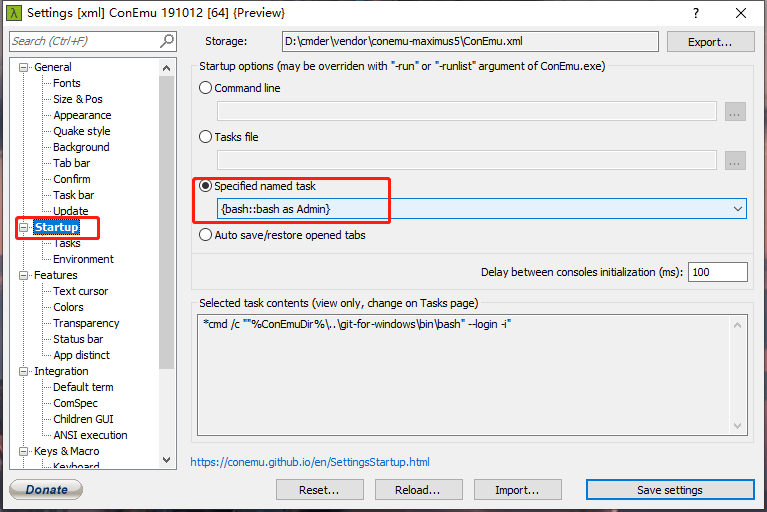 λ Settings [xml] ConEmu 191012 [64] {Preview}
?
Search (Ctrl+F)
Storage:
D:\cmder\vendor\conemu-maximus5\ConEmu.xml
Export...
General
Fonts
Size & Pos
Appearance
Quake style
Background
Tab bar
Confirm
Task bar
Update
Startup
Tasks
Environment
Features
Text cursor
Colors
Transparency
Status bar
App distinct
Integration
Default term
ComSpec
Children GUI
ANSI execution
Keys & Macro
Keyboard
Startup options (may be overriden with "-run" or "-runlist" argument of ConEmu.exe)
Command line
...
Tasks file
...
Specified named task
{bash::bash as Admin}
Auto save/restore opened tabs
Delay between consoles initialization (ms):
100
Selected task contents (view only, change on Tasks page)
*cmd /c ""%ConEmuDir%\..\git-for-windows\bin\bash" --login -i"
https://conemu.github.io/en/SettingsStartup.html
Donate
Reset...
Reload...
Import...
Save settings